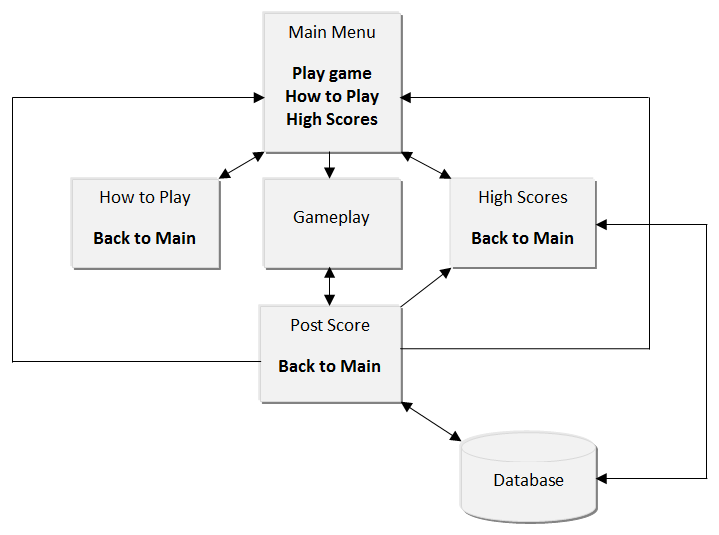 Main Menu
Play game
How to Play
High Scores
How to Play
Back to Main
Gameplay
High Scores
Back to Main
Post Score
Back to Main
Database